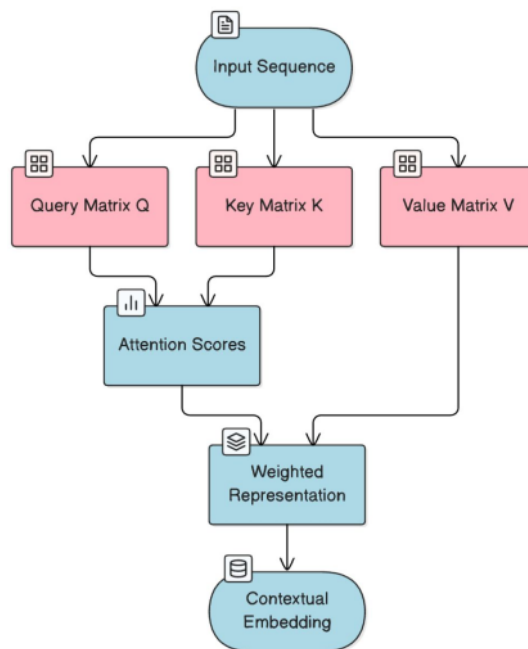 Input Sequence
Query Matrix Q
Key Matrix K
Value Matrix V
Attention Scores
Weighted
Representation
Contextual
Embedding